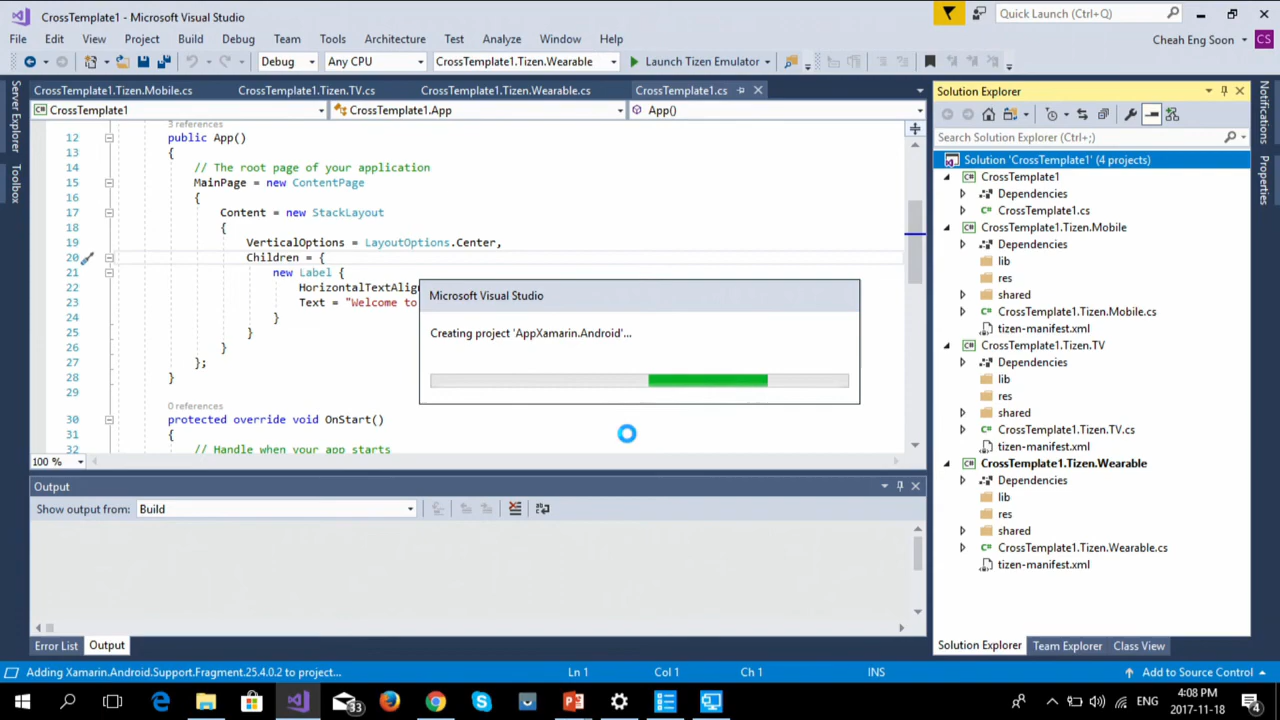 CrossTemplate1 - Microsoft Visual Studio
Quick Launch (Ctrl+Q)
File Edit View Project Build Debug Team Tools Architecture Test Analyze Window Help
Cheah Eng Soon CS
Debug Any CPU CrossTemplate1.Tizen.Wearable Launch Tizen Emulator
Server Explorer
Toolbox
CrossTemplate1.Tizen.Mobile.cs CrossTemplate1.Tizen.TV.cs CrossTemplate1.Tizen.Wearable.cs CrossTemplate1.cs
CrossTemplate1 CrossTemplate1.App App()
3 references
12 public App()
13 {
14 // The root page of your application
15 MainPage = new ContentPage
16 {
17 Content = new StackLayout
18 {
19 VerticalOptions = LayoutOptions.Center,
20 Children = {
21 new Label {
22 HorizontalTextAlig
23 Text = "Welcome to
24 }
25 }
26 }
27 };
28 }
29
0 references
30 protected override void OnStart()
31 {
32 // Handle when your app starts
100 %
Microsoft Visual Studio
Creating project 'AppXamarin.Android'...
Output
Show output from: Build
Error List Output
Solution Explorer
Search Solution Explorer (Ctrl+;)
Solution 'CrossTemplate1' (4 projects)
CrossTemplate1
Dependencies
CrossTemplate1.cs
CrossTemplate1.Tizen.Mobile
Dependencies
lib
res
shared
CrossTemplate1.Tizen.Mobile.cs
tizen-manifest.xml
CrossTemplate1.Tizen.TV
Dependencies
lib
res
shared
CrossTemplate1.Tizen.TV.cs
tizen-manifest.xml
CrossTemplate1.Tizen.Wearable
Dependencies
lib
res
shared
CrossTemplate1.Tizen.Wearable.cs
tizen-manifest.xml
Solution Explorer Team Explorer Class View
Notifications
Properties
Adding Xamarin.Android.Support.Fragment.25.4.0.2 to project... Ln 1 Col 1 Ch 1 INS Add to Source Control
33
ENG
4:08 PM
2017-11-18
4